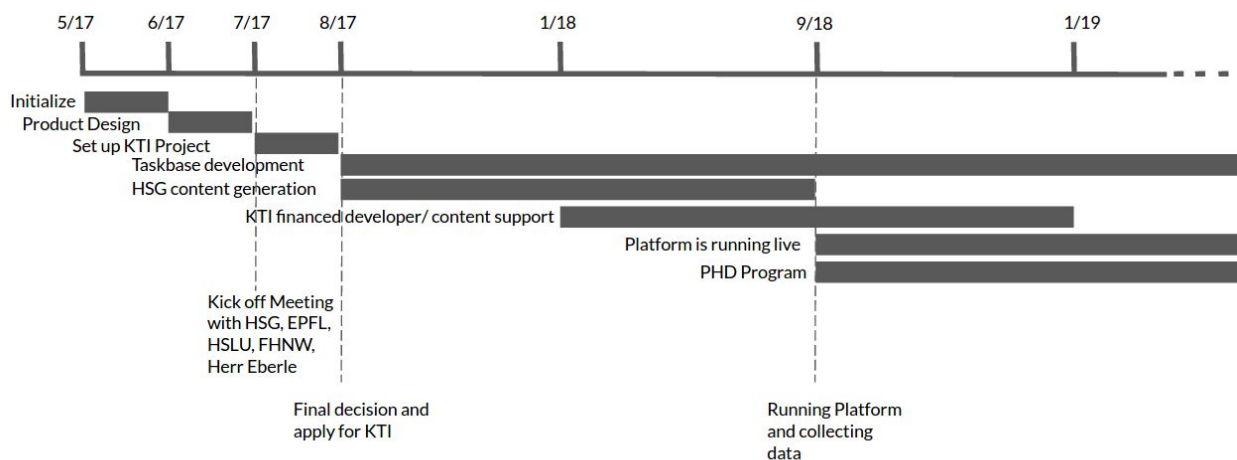 5/17
6/17
7/17
8/17
1/18
9/18
1/19
Initialize
Product Design
Set up KTI Project
Taskbase development
HSG content generation
KTI financed developer/ content support
Platform is running live
PHD Program
Kick off Meeting
with HSG, EPFL,
HSLU, FHNW,
Herr Eberle
Final decision and
apply for KTI
Running Platform
and collecting
data